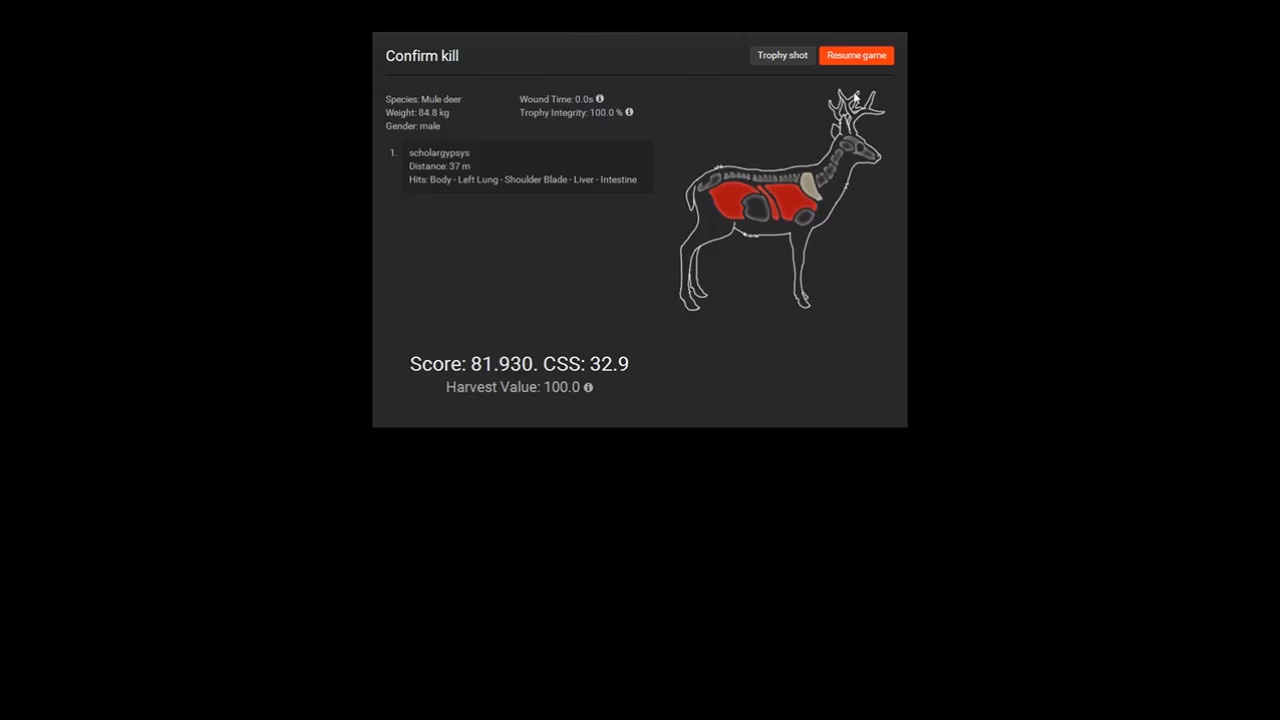 Confirm kill
Trophy shot
Resume game
Species: Mule deer
Weight: 84.8 kg
Gender: male
Wound Time: 0.0s
Trophy Integrity: 100.0 %
1. scholargypsys
Distance: 37 m
Hits: Body - Left Lung - Shoulder Blade - Liver - Intestine
Score: 81.930. CSS: 32.9
Harvest Value: 100.0